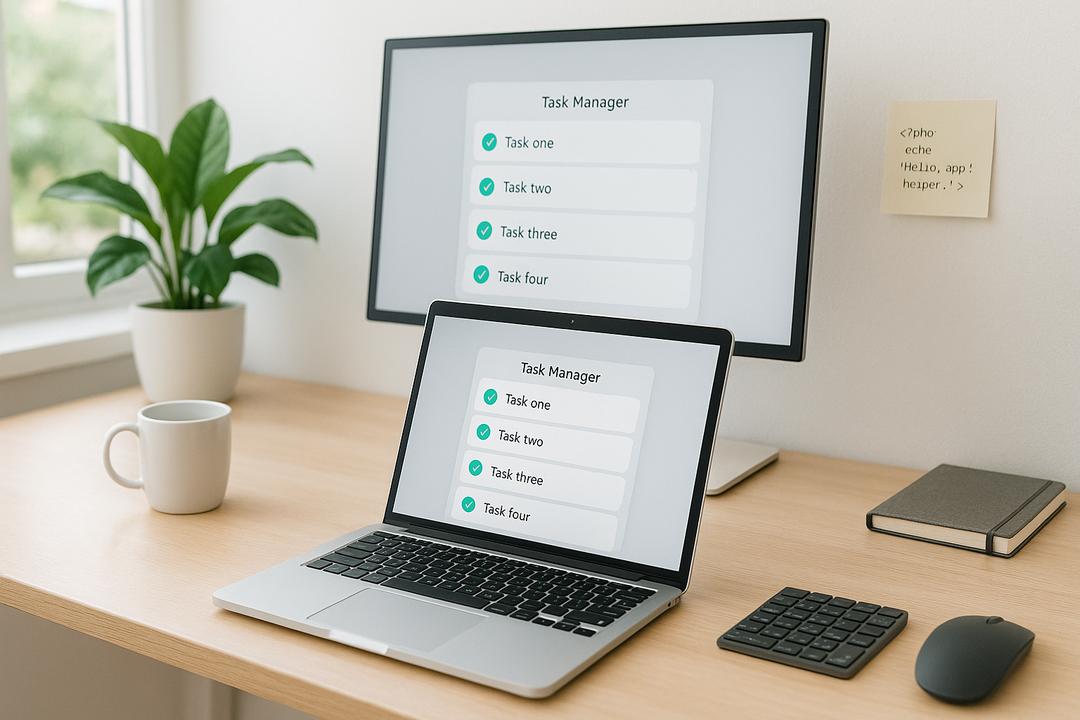 Task Manager
Task one
Task two
Task three
Task four
<?pho
eche
'Helio, app!
heiper.'>
Task Manager
Task one
Task two
Task three
Task four